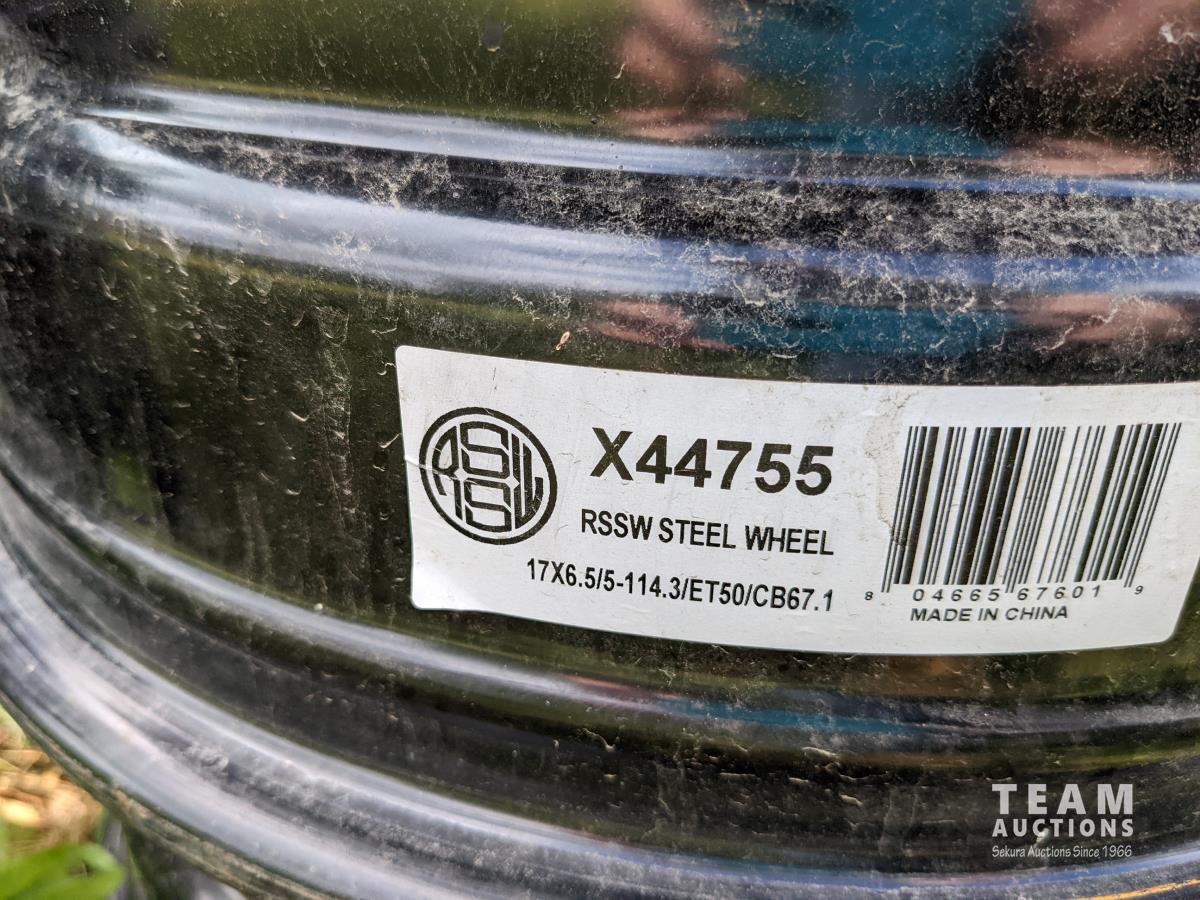 RSSW
X44755
RSSW STEEL WHEEL
17X6.5/5-114.3/ET50/CB67.1
8 04665 67601 9
MADE IN CHINA
TEAM
AUCTIONS
Sekura Auctions Since 1966